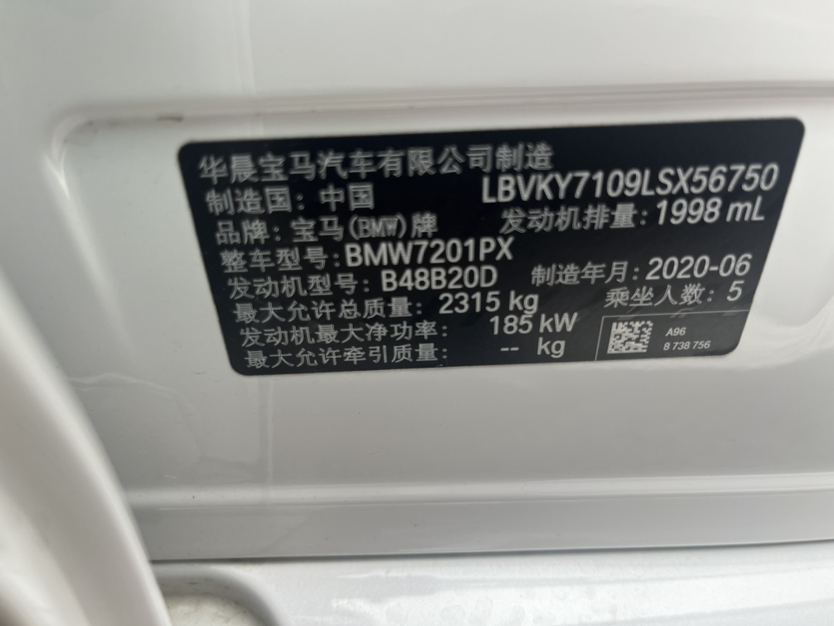 华晨宝马汽车有限公司制造
制造国：中国 LBVKY7109LSX56750
品牌：宝马(BMW)牌 发动机排量：1998 mL
整车型号：BMW7201PX
发动机型号：B48B20D 制造年月：2020-06
最大允许总质量：2315 kg 乘坐人数：5
发动机最大净功率：185 kW
最大允许牵引质量：-- kg
A96
8 738 756